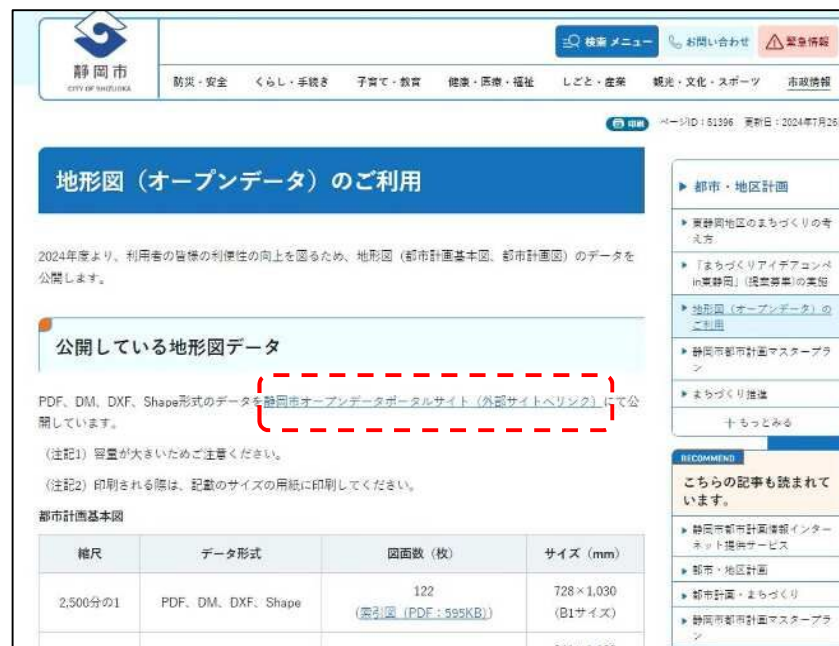 静岡市
CITY OF SHIZUOKA
検索 メニュー
お問い合わせ
緊急情報
防災・安全 くらし・手続き 子育て・教育 健康・医療・福祉 しごと・産業 観光・文化・スポーツ 市政情報
印刷 ページID:51396 更新日:2024年7月26
地形図(オープンデータ)のご利用
2024年度より、利用者の皆様の利便性の向上を図るため、地形図(都市計画基本図、都市計画図)のデータを
公開します。
公開している地形図データ
PDF、DM、DXF、Shape形式のデータを静岡市オープンデータポータルサイト(外部サイトへリンク)にて公
開しています。
(注記1)容量が大きいためご注意ください。
(注記2)印刷される際は、記載のサイズの用紙に印刷してください。
都市計画基本図
縮尺 データ形式 図面数(枚) サイズ(mm)
2,500分の1 PDF、DM、DXF、Shape 122 728×1,030
(索引図(PDF:595KB)) (B1サイズ)
都市・地区計画
東静岡地区のまちづくりの考
え方
「まちづくりアイデアコンペ
in東静岡」(提案募集)の実施
地形図(オープンデータ)の
ご利用
静岡市都市計画マスタープラ
ン
まちづくり推進
もっとみる
RECOMMEND
こちらの記事も読まれて
います。
静岡市都市計画情報インター
ネット提供サービス
都市・地区計画
都市計画・まちづくり
静岡市都市計画マスタープラ
ン